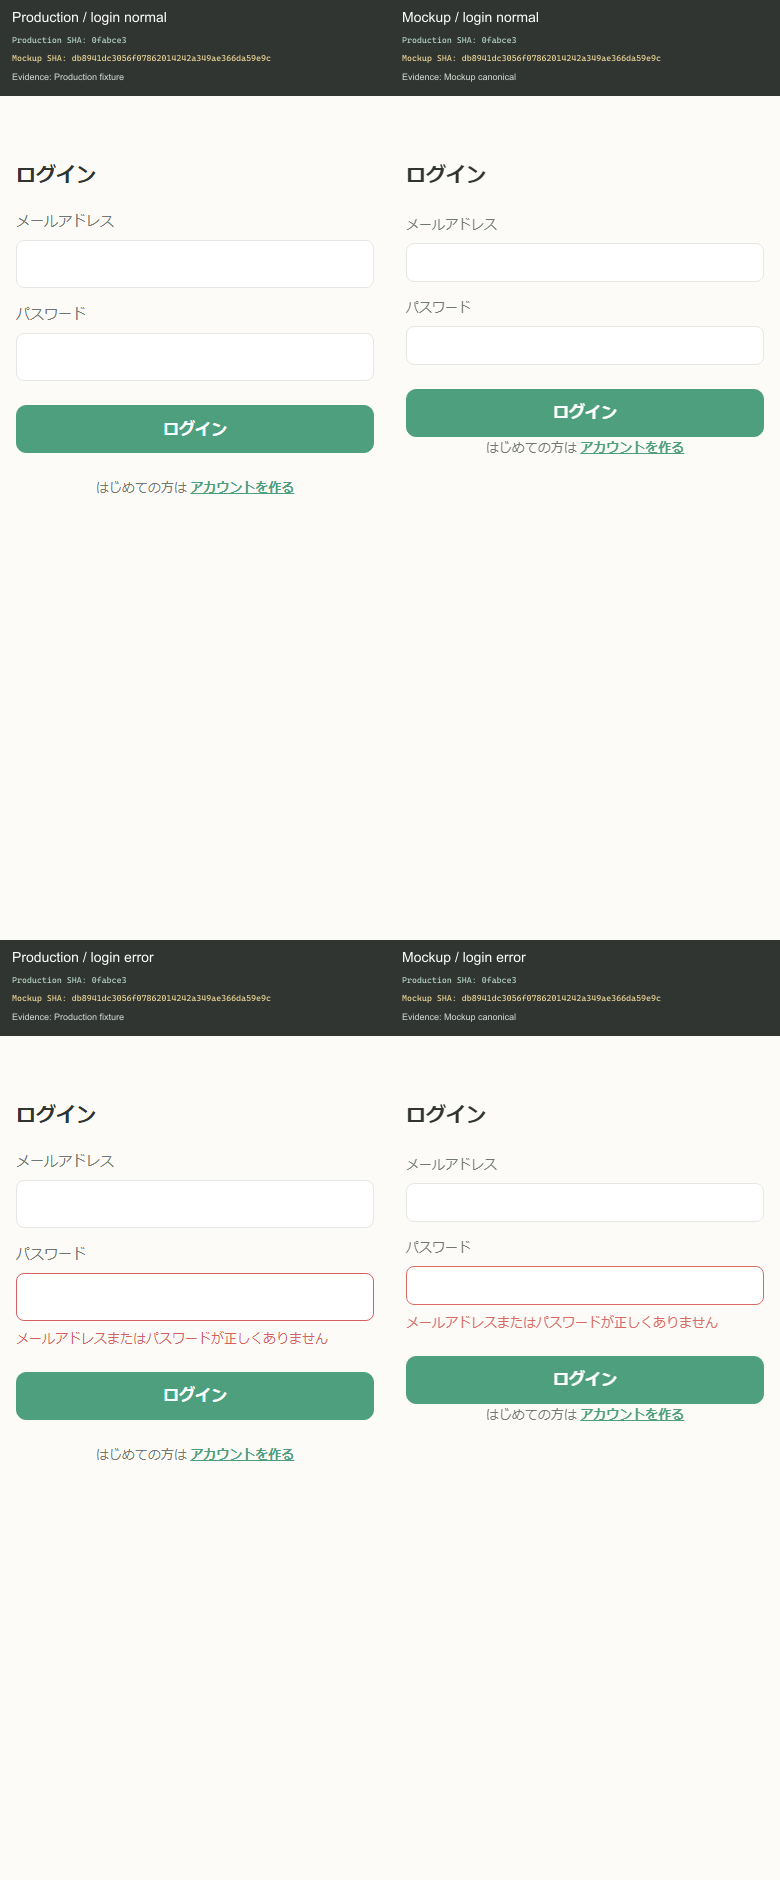 Production / login normal
Production SHA: 0fabce3
Mockup SHA: db8941dc3056f07862014242a349ae366da59e9c
Evidence: Production fixture
ログイン
メールアドレス
パスワード
ログイン
はじめての方は アカウントを作る
Mockup / login normal
Production SHA: 0fabce3
Mockup SHA: db8941dc3056f07862014242a349ae366da59e9c
Evidence: Mockup canonical
ログイン
メールアドレス
パスワード
ログイン
はじめての方は アカウントを作る
Production / login error
Production SHA: 0fabce3
Mockup SHA: db8941dc3056f07862014242a349ae366da59e9c
Evidence: Production fixture
ログイン
メールアドレス
パスワード
メールアドレスまたはパスワードが正しくありません
ログイン
はじめての方は アカウントを作る
Mockup / login error
Production SHA: 0fabce3
Mockup SHA: db8941dc3056f07862014242a349ae366da59e9c
Evidence: Mockup canonical
ログイン
メールアドレス
パスワード
メールアドレスまたはパスワードが正しくありません
ログイン
はじめての方は アカウントを作る